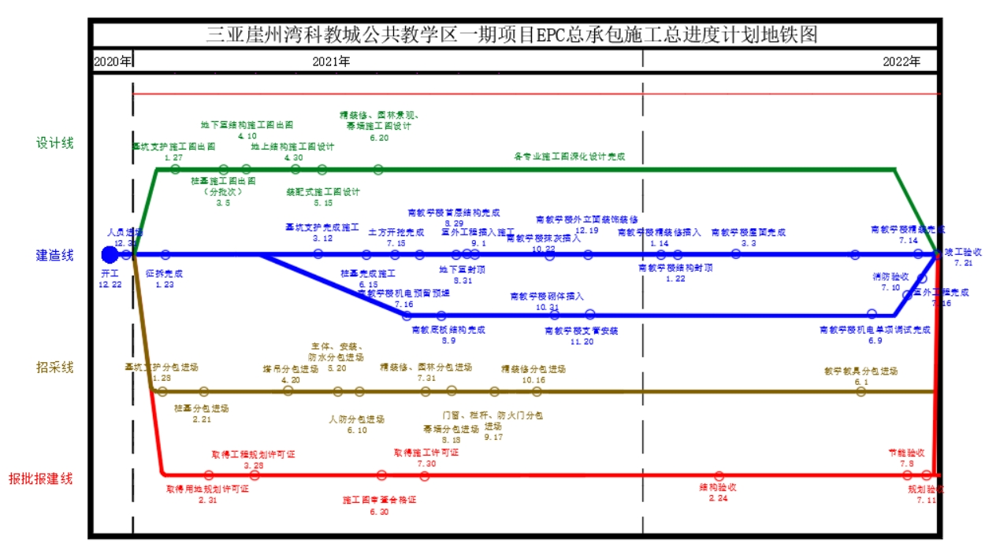 三亚崖州湾科教城公共教学区一期项目EPC总承包施工总进度计划地铁图
2020年
2021年
2022年
设计线
地下室结构施工图出图
4.10
精装修、园林景观、
幕墙施工图设计
6.20
基坑支护施工图出图
1.27
地上结构施工图设计
4.30
各专业施工图深化设计完成
桩基施工图出图
（分批次）
3.5
装配式施工图设计
5.15
建造线
人员进场
12.31
基坑支护完成施工
3.12
土方开挖完成
7.15
南教学楼首层结构完成
8.29
室外工程插入施工
9.1
南教学楼抹灰插入
10.22
南教学楼外立面装饰装修
12.19
南教学楼精装修插入
1.14
南教学楼屋面完成
3.3
南教学楼精装完成
7.14
竣工验收
7.21
开工
12.22
征拆完成
1.23
桩基完成施工
6.15
地下室封顶
8.31
南教学楼结构封顶
1.22
消防验收
7.10
室外工程完成
7.16
南教学楼机电预留预埋
7.16
南教学楼砌体插入
10.31
南教底板结构完成
8.9
南教学楼支管安装
11.20
南教学楼机电单项调试完成
6.9
招采线
基坑支护分包进场
1.28
塔吊分包进场
4.20
主体、安装、
防水分包进场
5.20
精装修、园林分包进场
7.31
精装修分包进场
10.16
教学教具分包进场
6.1
桩基分包进场
2.21
人防分包进场
6.10
幕墙分包进场
8.18
门窗、栏杆、防火门分包
进场
9.17
报批报建线
取得工程规划许可证
3.28
取得施工许可证
7.30
节能验收
7.8
取得用地规划许可证
2.31
施工图审查合格证
6.30
结构验收
2.24
规划验收
7.11